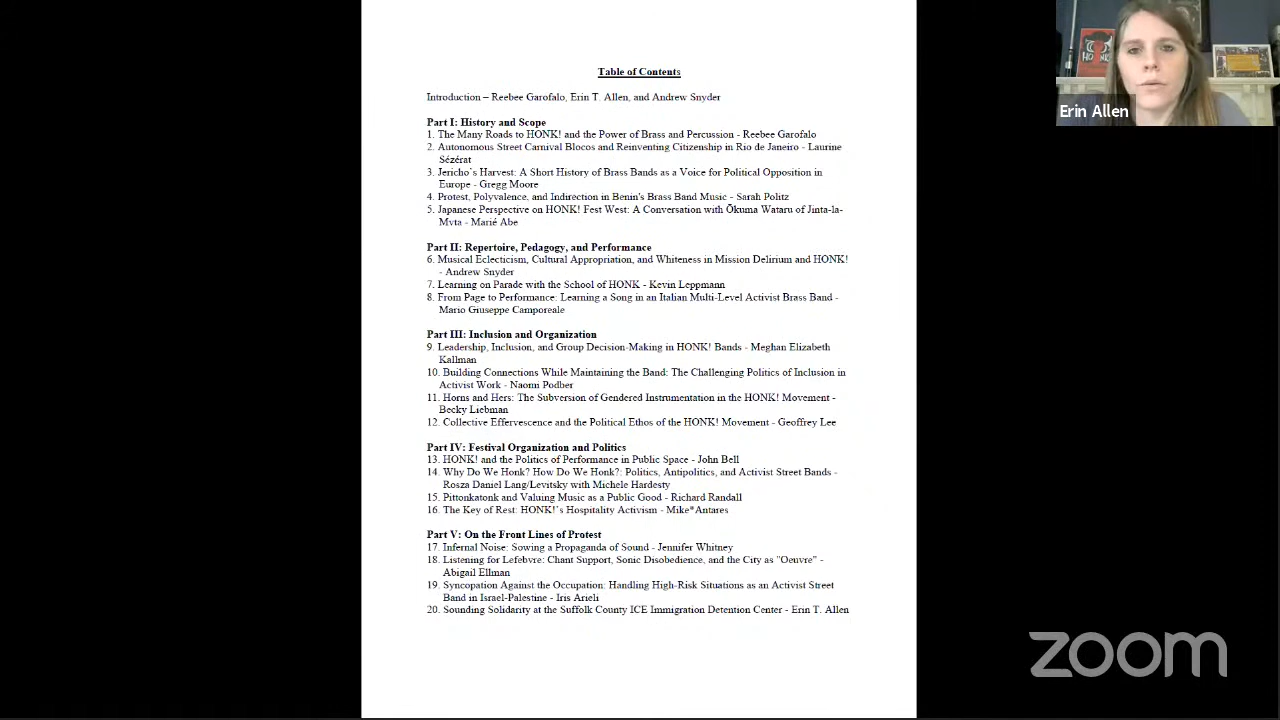 Table of Contents
Introduction – Reebee Garofalo, Erin T. Allen, and Andrew Snyder
Part I: History and Scope
1. The Many Roads to HONK! and the Power of Brass and Percussion - Reebee Garofalo
2. Autonomous Street Carnival Blocos and Reinventing Citizenship in Rio de Janeiro - Laurine
Sézérat
3. Jericho's Harvest: A Short History of Brass Bands as a Voice for Political Opposition in
Europe - Gregg Moore
4. Protest, Polyvalence, and Indirection in Benin's Brass Band Music - Sarah Politz
5. Japanese Perspective on HONK! Fest West: A Conversation with Ōkuma Wataru of Jinta-la-
Mvta - Marié Abe
Part II: Repertoire, Pedagogy, and Performance
6. Musical Eclecticism, Cultural Appropriation, and Whiteness in Mission Delirium and HONK!
- Andrew Snyder
7. Learning on Parade with the School of HONK - Kevin Leppmann
8. From Page to Performance: Learning a Song in an Italian Multi-Level Activist Brass Band -
Mario Giuseppe Camporeale
Part III: Inclusion and Organization
9. Leadership, Inclusion, and Group Decision-Making in HONK! Bands - Meghan Elizabeth
Kallman
10. Building Connections While Maintaining the Band: The Challenging Politics of Inclusion in
Activist Work - Naomi Podber
11. Horns and Hers: The Subversion of Gendered Instrumentation in the HONK! Movement -
Becky Liebman
12. Collective Effervescence and the Political Ethos of the HONK! Movement - Geoffrey Lee
Part IV: Festival Organization and Politics
13. HONK! and the Politics of Performance in Public Space - John Bell
14. Why Do We Honk? How Do We Honk?: Politics, Antipolitics, and Activist Street Bands -
Rosza Daniel Lang/Levitsky with Michele Hardesty
15. Pittonkatonk and Valuing Music as a Public Good - Richard Randall
16. The Key of Rest: HONK!'s Hospitality Activism - Mike*Antares
Part V: On the Front Lines of Protest
17. Infernal Noise: Sowing a Propaganda of Sound - Jennifer Whitney
18. Listening for Lefebvre: Chant Support, Sonic Disobedience, and the City as "Oeuvre" -
Abigail Ellman
19. Syncopation Against the Occupation: Handling High-Risk Situations as an Activist Street
Band in Israel-Palestine - Iris Arieli
20. Sounding Solidarity at the Suffolk County ICE Immigration Detention Center - Erin T. Allen
HONK!
Erin Allen
zoom